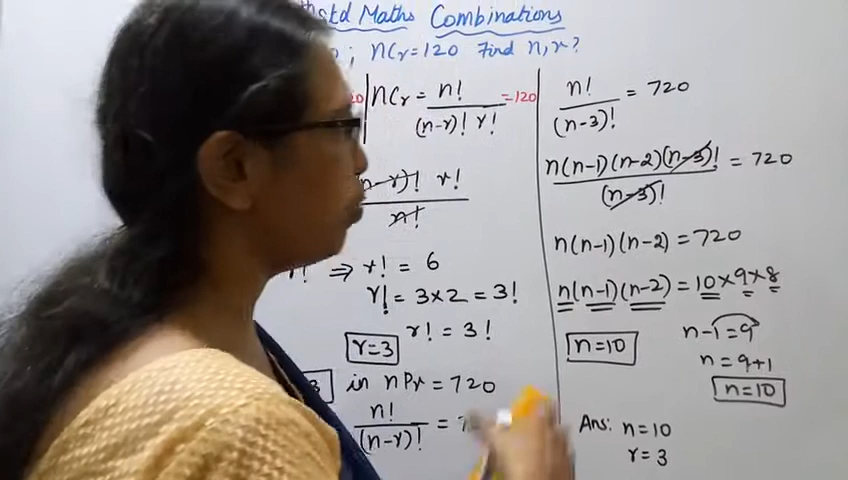 Maths Combinations
; nCr=120 Find n,r?
nCr = n!/(n-r)! r! =120
(n-r)! r!
n!
r! ⇒ r! = 6
r! = 3×2 = 3!
r! = 3!
r=3
3 in nPr = 720
n!/(n-r)! =
n!/(n-3)! = 720
n(n-1)(n-2)(n-3)!/(n-3)! = 720
n(n-1)(n-2) = 720
n(n-1)(n-2) = 10×9×8
n=10
n-1=9
n=9+1
n=10
Ans: n=10
r=3